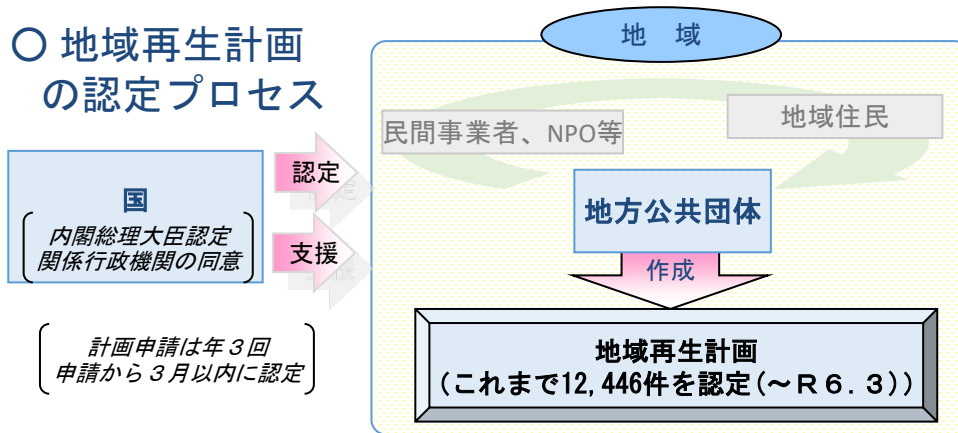 〇 地域再生計画
の認定プロセス
地 域
民間事業者、NPO等
地域住民
認定
国
内閣総理大臣認定
関係行政機関の同意
支援
地方公共団体
作成
計画申請は年３回
申請から３月以内に認定
地域再生計画
（これまで12,446件を認定（～Ｒ６．３））